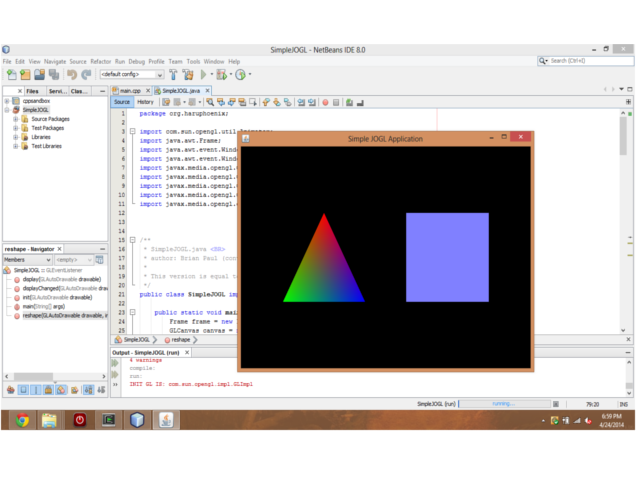 SimpleJOGL - NetBeans IDE 8.0
File Edit View Navigate Source Refactor Run Debug Profile Team Tools Window Help
Search (Ctrl+I)
<default config>
Files Servi... Clas...
main.cpp SimpleJOGL.java
cppsandbox
SimpleJOGL
Source Packages
Test Packages
Libraries
Test Libraries
Source History
1 package org.haruphoenix;
2
3 import com.sun.opengl.util.
4 import java.awt.Frame;
5 import java.awt.event.Wind
6 import java.awt.event.Wind
7 import javax.media.opengl.
8 import javax.media.opengl.
9 import javax.media.opengl.
10 import javax.media.opengl.
11 import javax.media.opengl.
12
13
14
15 /**
16 * SimpleJOGL.java <BR>
17 * author: Brian Paul (con
18 *
19 * This version is equal t
20 */
21 public class SimpleJOGL imp
22
23 public static void mai
24 Frame frame = new
25 GLCanvas canvas =
Simple JOGL Application
reshape - Navigator
Members <empty>
SimpleJOGL :: GLEventListener
display(GLAutoDrawable drawable)
displayChanged(GLAutoDrawable draw
init(GLAutoDrawable drawable)
main(String[] args)
reshape(GLAutoDrawable drawable, i
SimpleJOGL reshape
Output - SimpleJOGL (run)
4 warnings
compile:
run:
INIT GL IS: com.sun.opengl.impl.GLImpl
SimpleJOGL (run) running... 79:20 INS
6:59 PM
4/24/2014